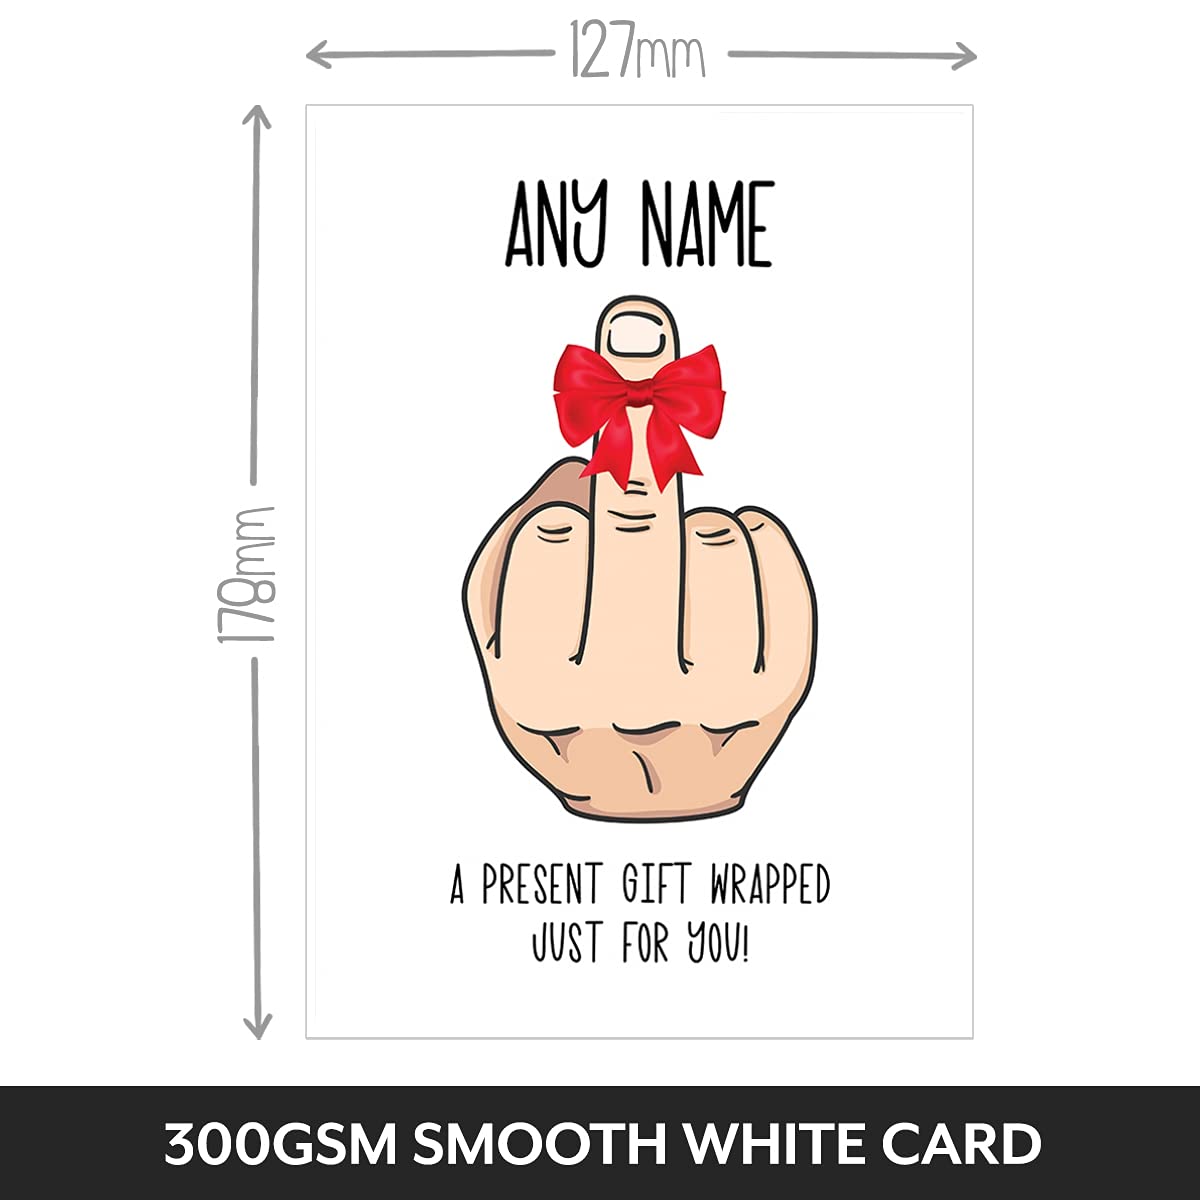 127mm
178mm
ANY NAME
A PRESENT GIFT WRAPPED
JUST FOR YOU!
300GSM SMOOTH WHITE CARD